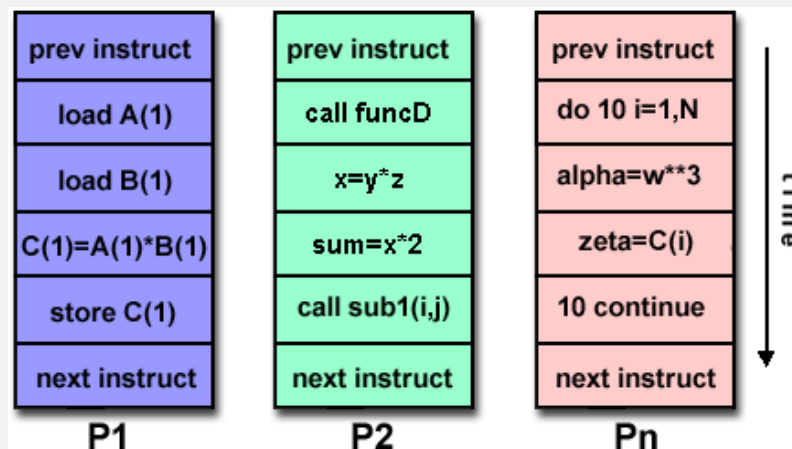 prev instruct
load A(1)
load B(1)
C(1)=A(1)*B(1)
store C(1)
next instruct
P1
prev instruct
call funcD
x=y*z
sum=x*2
call sub1(i,j)
next instruct
P2
prev instruct
do 10 i=1,N
alpha=w**3
zeta=C(i)
10 continue
next instruct
Pn
time